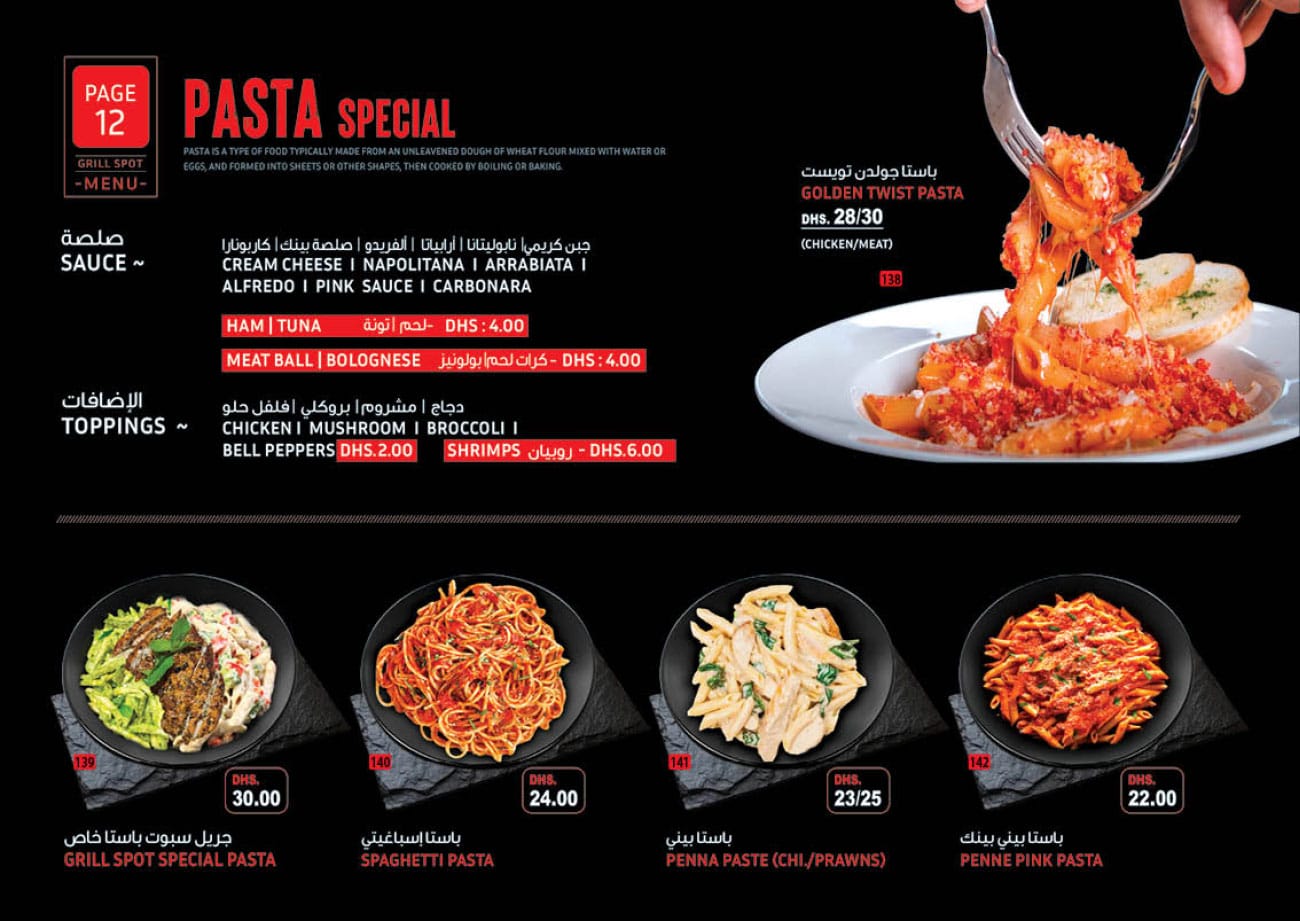 PAGE
12
GRILL SPOT
-MENU-
PASTA SPECIAL
PASTA IS A TYPE OF FOOD TYPICALLY MADE FROM AN UNLEAVENED DOUGH OF WHEAT FLOUR MIXED WITH WATER OR
EGGS, AND FORMED INTO SHEETS OR OTHER SHAPES, THEN COOKED BY BOILING OR BAKING.
صلصة
SAUCE ~
جبن كريمي| نابوليتانا | أرابياتا | ألفريدو | صلصة بينك | كاربونارا
CREAM CHEESE I NAPOLITANA I ARRABIATA I
ALFREDO I PINK SAUCE I CARBONARA
HAM | TUNA لحم | تونة- DHS : 4.00
MEAT BALL | BOLOGNESE كرات لحم|بولونيز - DHS : 4.00
الإضافات
TOPPINGS ~
دجاج | مشروم | بروكلي | فلفل حلو
CHICKEN I MUSHROOM I BROCCOLI I
BELL PEPPERS DHS.2.00 SHRIMPS روبيان - DHS.6.00
باستا جولدن تويست
GOLDEN TWIST PASTA
DHS. 28/30
(CHICKEN/MEAT)
138
139
DHS.
30.00
جريل سبوت باستا خاص
GRILL SPOT SPECIAL PASTA
140
DHS.
24.00
باستا إسباغيتي
SPAGHETTI PASTA
141
DHS.
23/25
باستا بيني
PENNA PASTE (CHI./PRAWNS)
142
DHS.
22.00
باستا بيني بينك
PENNE PINK PASTA